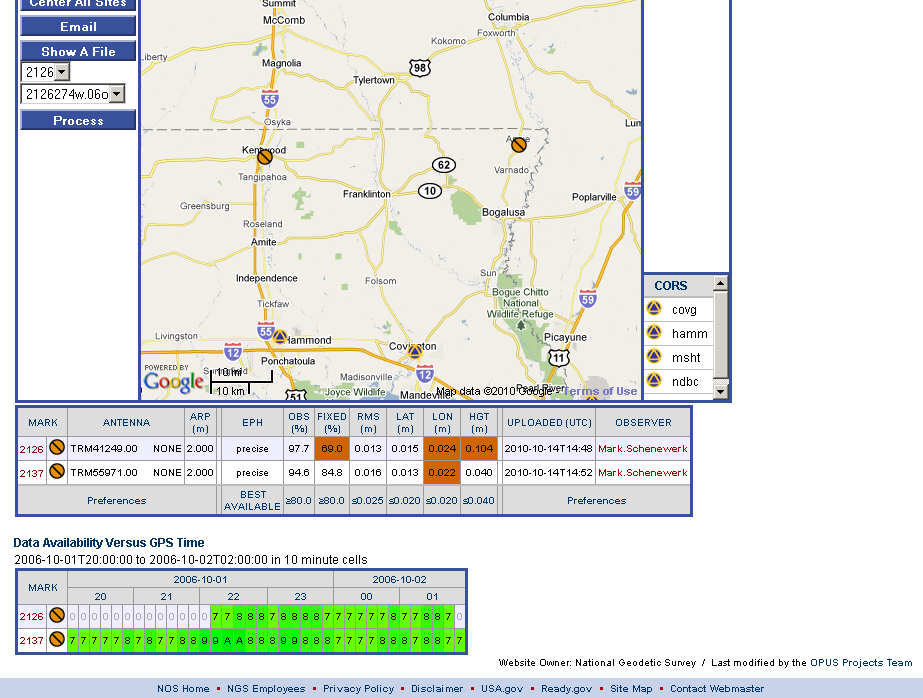 Center All Sites
Email
Show A File
2126
2126274w.06o
Process
Summit
McComb
Columbia
Foxworth
Kokomo
Liberty
Magnolia
98
Tylertown
55
Osyka
Kentwood
Varnado
62
Tangipahoa
10
Franklinton
Poplarville
59
Greensburg
Bogalusa
Roseland
Amite
Independence
Sun
Folsom
Bogue Chitto
National
Wildlife Refuge
59
Tickfaw
Livingston
55
Hammond
Covington
Picayune
12
11
Ponchatoula
12
POWERED BY
Google
10 mi
10 km
Madisonville
Joyce Wildlife
Mandeville
51
Pearl River
Map data ©2010 Google - Terms of Use
CORS
covg
hamm
msht
ndbc
MARK ANTENNA ARP (m) EPH OBS (%) FIXED (%) RMS (m) LAT (m) LON (m) HGT (m) UPLOADED (UTC) OBSERVER
2126 TRM41249.00 NONE 2.000 precise 97.7 69.0 0.013 0.015 0.024 0.104 2010-10-14T14:48 Mark.Schenewerk
2137 TRM55971.00 NONE 2.000 precise 94.6 84.8 0.016 0.013 0.022 0.040 2010-10-14T14:52 Mark.Schenewerk
Preferences BEST AVAILABLE ≥80.0 ≥80.0 ≤0.025 ≤0.020 ≤0.020 ≤0.040 Preferences
Data Availability Versus GPS Time
2006-10-01T20:00:00 to 2006-10-02T02:00:00 in 10 minute cells
MARK 2006-10-01 2006-10-02
20 21 22 23 00 01
2126 0 0 0 0 0 0 0 0 0 0 0 0 0 7 7 8 8 8 7 8 8 8 8 7 7 7 7 7 7 8 7 7 8 8 7 0
2137 7 7 7 7 7 8 7 8 7 7 8 8 9 9 A A 8 8 8 9 9 8 8 8 7 7 7 7 8 8 7 7 8 8 7 7
Website Owner: National Geodetic Survey / Last modified by the OPUS Projects Team
NOS Home • NGS Employees • Privacy Policy • Disclaimer • USA.gov • Ready.gov • Site Map • Contact Webmaster